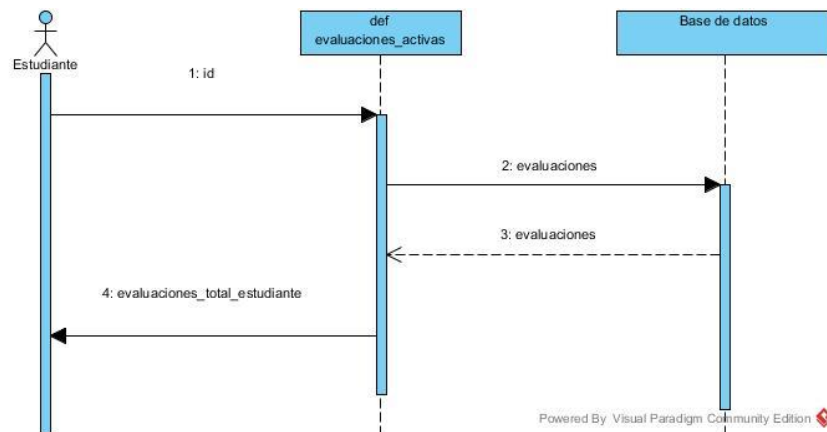 def
evaluaciones_activas
Base de datos
Estudiante
1: id
2: evaluaciones
3: evaluaciones
4: evaluaciones_total_estudiante
Powered By Visual Paradigm Community Edition